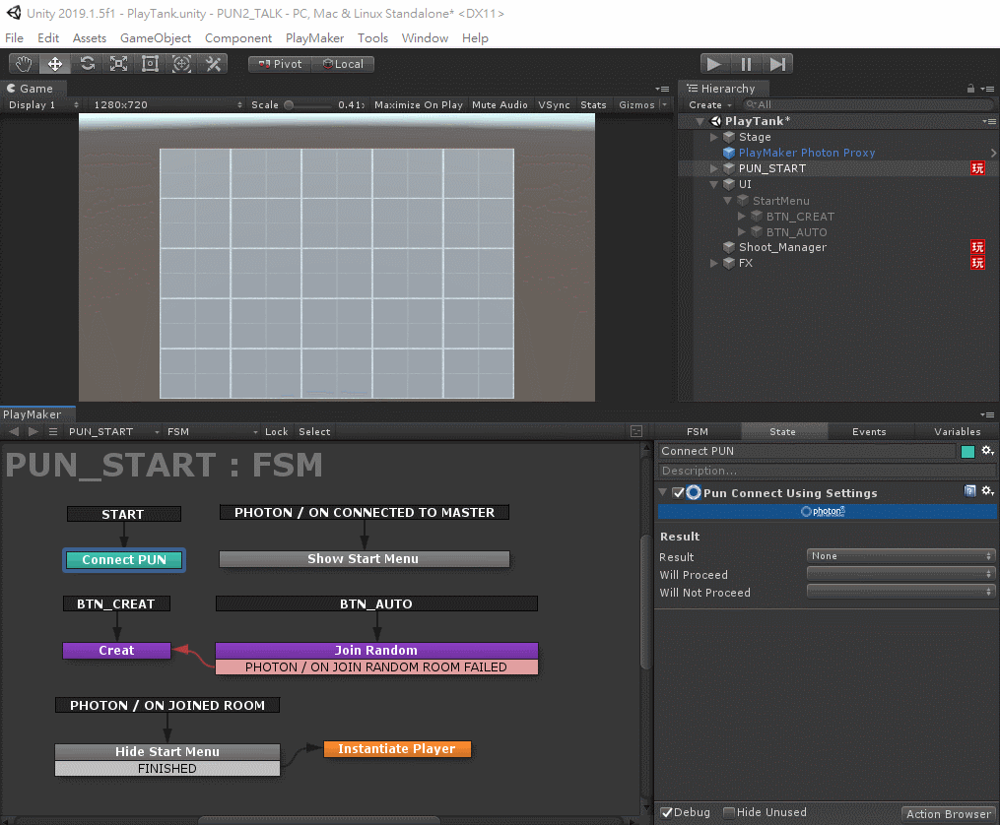 Unity 2019.1.5f1 - PlayTank.unity - PUN2_TALK - PC, Mac & Linux Standalone* <DX11>
File Edit Assets GameObject Component PlayMaker Tools Window Help
Pivot Local
Game
Display 1 1280x720 Scale 0.41x Maximize On Play Mute Audio VSync Stats Gizmos
Hierarchy
Create All
PlayTank*
Stage
PlayMaker Photon Proxy
PUN_START 玩
UI
StartMenu
BTN_CREAT
BTN_AUTO
Shoot_Manager 玩
FX 玩
PlayMaker
PUN_START FSM Lock Select
PUN_START : FSM
START
Connect PUN
PHOTON / ON CONNECTED TO MASTER
Show Start Menu
BTN_CREAT
Creat
BTN_AUTO
Join Random
PHOTON / ON JOIN RANDOM ROOM FAILED
PHOTON / ON JOINED ROOM
Hide Start Menu
FINISHED
Instantiate Player
FSM State Events Variables
Connect PUN
Description...
Pun Connect Using Settings
photon
Result
Result None
Will Proceed
Will Not Proceed
Debug Hide Unused Action Browser